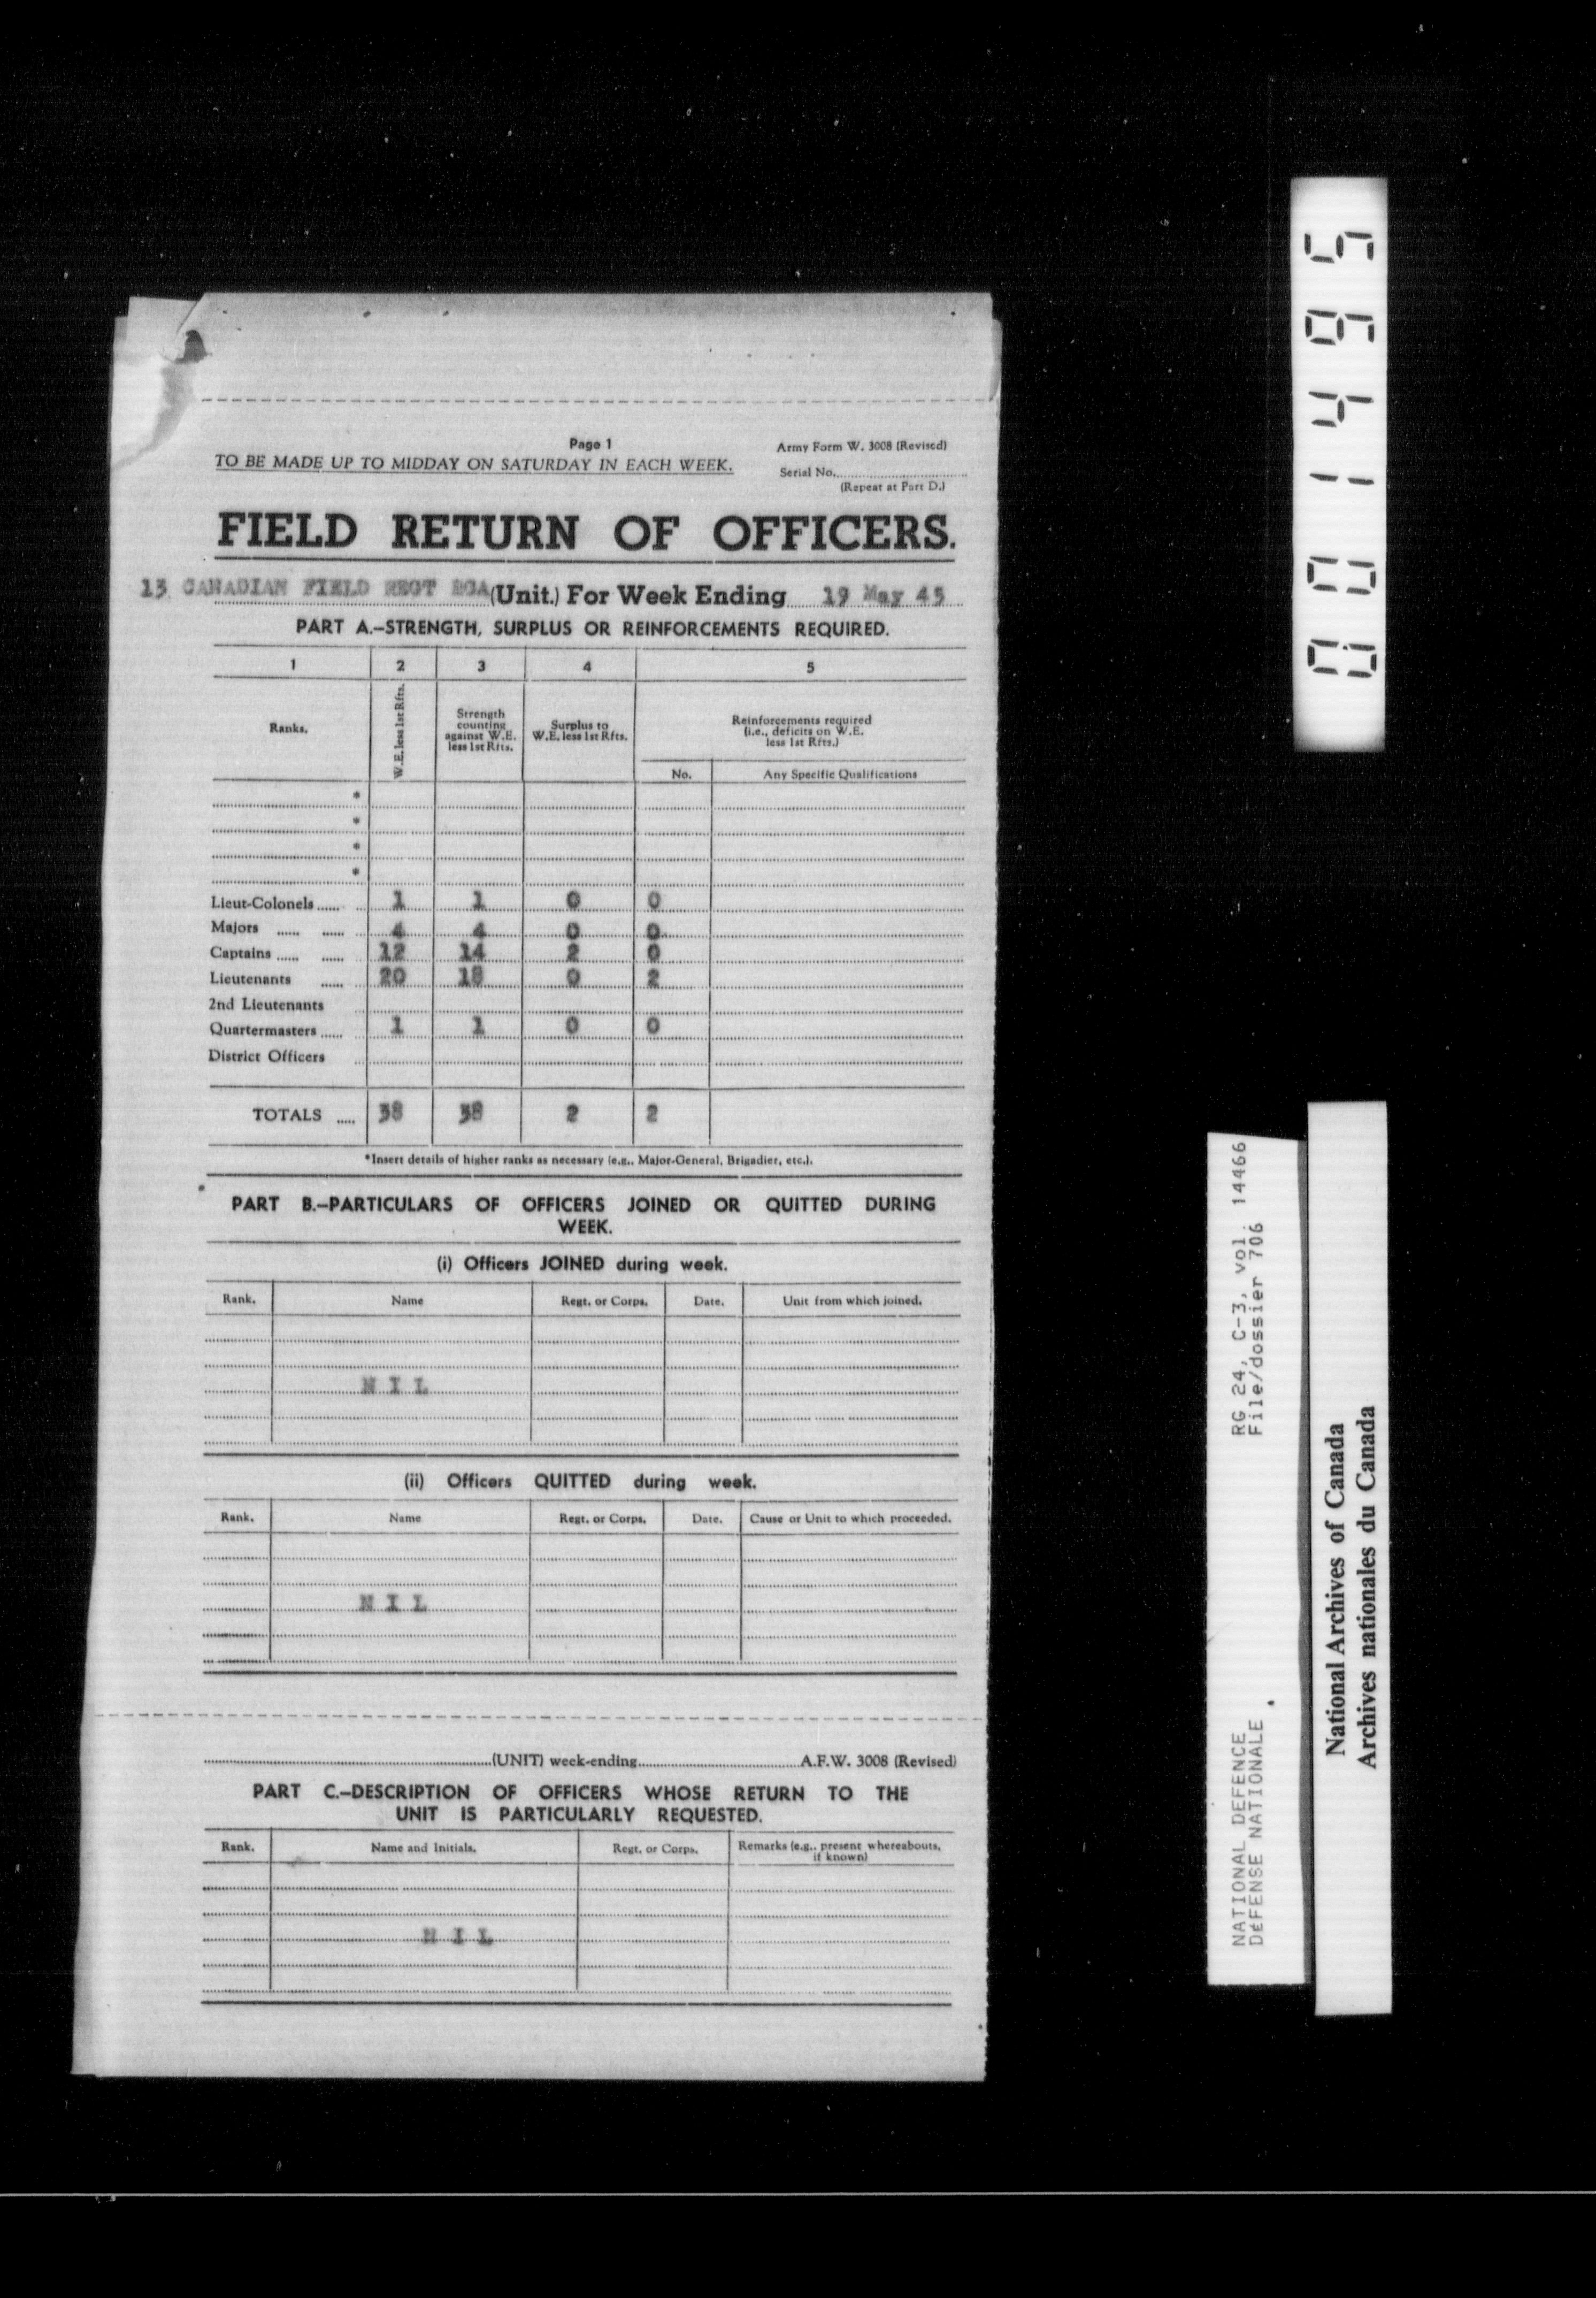 Page 1
Army Form W. 3008 (Revised)
TO BE MADE UP TO MIDDAY ON SATURDAY IN EACH WEEK.
Serial No.
(Repeat at Part D.)
FIELD RETURN OF OFFICERS.
13 CANADIAN FIELD REGT RCA (Unit.) For Week Ending 19 May 45
PART A.-STRENGTH, SURPLUS OR REINFORCEMENTS REQUIRED.
1 2 3 4 5
Ranks.
W.E. less 1st Rfts.
Strength
counting
against W.E.
less 1st Rfts.
Surplus to
W.E. less 1st Rfts.
Reinforcements required
(i.e., deficits on W.E.
less 1st Rfts.)
No. Any Specific Qualifications
*
*
*
*
Lieut-Colonels 1 1 0 0
Majors 4 4 0 0
Captains 12 14 2 0
Lieutenants 20 18 0 2
2nd Lieutenants
Quartermasters 1 1 0 0
District Officers
TOTALS 38 38 2 2
*Insert details of higher ranks as necessary (e.g., Major-General, Brigadier, etc.).
PART B.-PARTICULARS OF OFFICERS JOINED OR QUITTED DURING
WEEK.
(i) Officers JOINED during week.
Rank. Name Regt. or Corps. Date. Unit from which joined.
N I L
(ii) Officers QUITTED during week.
Rank. Name Regt. or Corps. Date. Cause or Unit to which proceeded.
N I L
(UNIT) week-ending A.F.W. 3008 (Revised)
PART C.-DESCRIPTION OF OFFICERS WHOSE RETURN TO THE
UNIT IS PARTICULARLY REQUESTED.
Rank. Name and Initials. Regt. or Corps. Remarks (e.g., present whereabouts,
if known)
N I L
001495
NATIONAL DEFENCE RG 24, C-3, vol. 14466
DÉFENSE NATIONALE File/dossier 706
National Archives of Canada
Archives nationales du Canada